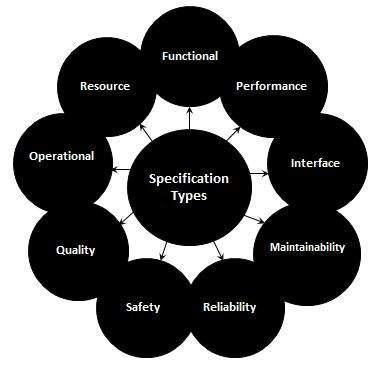 Functional
Performance
Interface
Maintainability
Reliability
Safety
Quality
Operational
Resource
Specification
Types